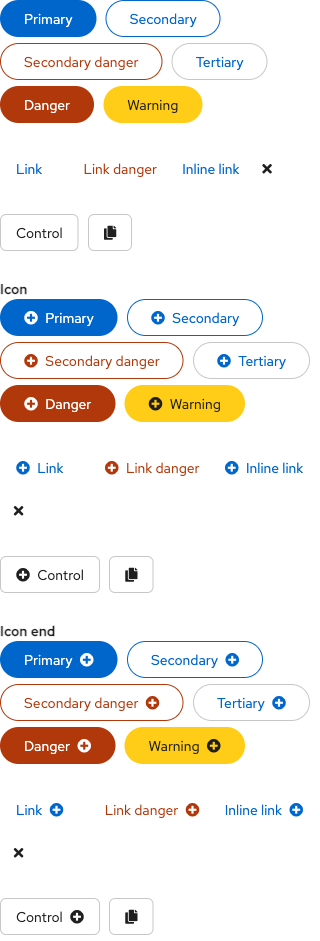 Primary Secondary
Secondary danger Tertiary
Danger Warning
Link Link danger Inline link
Control
Icon
Primary Secondary
Secondary danger Tertiary
Danger Warning
Link Link danger Inline link
Control
Icon end
Primary Secondary
Secondary danger Tertiary
Danger Warning
Link Link danger Inline link
Control